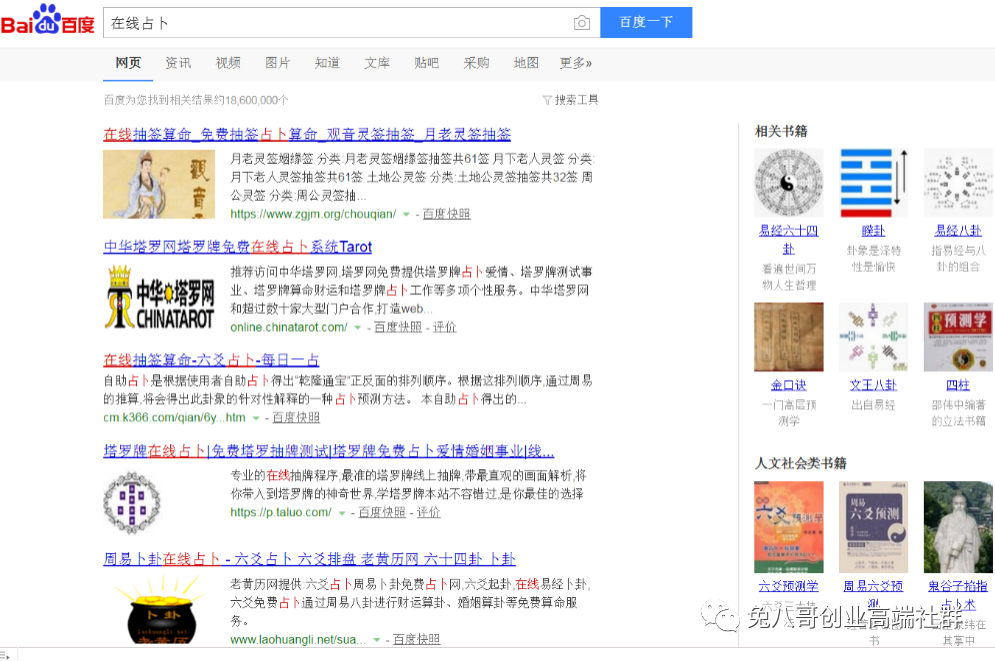 Bai du 百度
在线占卜
百度一下
网页 资讯 视频 图片 知道 文库 贴吧 采购 地图 更多»
百度为您找到相关结果约18,600,000个
搜索工具
在线抽签算命_免费抽签占卜算命_观音灵签抽签_月老灵签抽签
觀音
月老灵签姻缘签 分类:月老灵签姻缘签抽签共61签 月下老人灵签 分类:
月下老人灵签抽签共61签 土地公灵签 分类:土地公灵签抽签共32签 周
公灵签 分类:周公灵签抽...
https://www.zgjm.org/chouqian/ - 百度快照
中华塔罗网塔罗牌免费在线占卜系统Tarot
中华塔罗网
CHINATAROT
推荐访问中华塔罗网,塔罗网免费提供塔罗牌占卜爱情、塔罗牌测试事
业、塔罗牌算命财运和塔罗牌占卜工作等多项个性服务。中华塔罗网
和超过数十家大型门户合作,打造web...
online.chinatarot.com/ - 百度快照 - 评价
在线抽签算命-六爻占卜-每日一占
自助占卜是根据使用者自助占卜得出“乾隆通宝”正反面的排列顺序。根据这排列顺序,通过周易
的推算,将会得出此卦象的针对性解释的一种占卜预测方法。 本自助占卜得出的...
cm.k366.com/qian/6y...htm - 百度快照
塔罗牌在线占卜|免费塔罗抽牌测试|塔罗牌免费占卜爱情婚姻事业|线...
专业的在线抽牌程序,最准的塔罗牌线上抽牌,带最直观的画面解析,将
你带入到塔罗牌的神奇世界,学塔罗牌本站不容错过,是你最佳的选择
https://p.taluo.com/ - 百度快照 - 评价
周易卜卦在线占卜 - 六爻占卜 六爻排盘 老黄历网 六十四卦 卜卦
卜卦
laohuangli.net
老黄历
老黄历网提供:六爻占卜周易卜卦免费占卜网,六爻起卦,在线易经卜卦,
六爻免费占卜通过周易八卦进行财运算卦、婚姻算卦等免费算命服
务。
www.laohuangli.net/sua... - 百度快照
相关书籍
易经六十四卦
看遍世间万物人生哲理
睽卦
卦象是泽特性是愉快
易经八卦
指易经与八卦的组合
预测学
金口诀
一门高层预测学
文王八卦
出自易经
四柱
邵伟中编著的立法书籍
人文社会类书籍
六爻预测学
周易
六爻预测
六爻预测学
周易六爻预测
鬼谷子掐指占卜术
兔八哥创业高端社群
书
其掌中